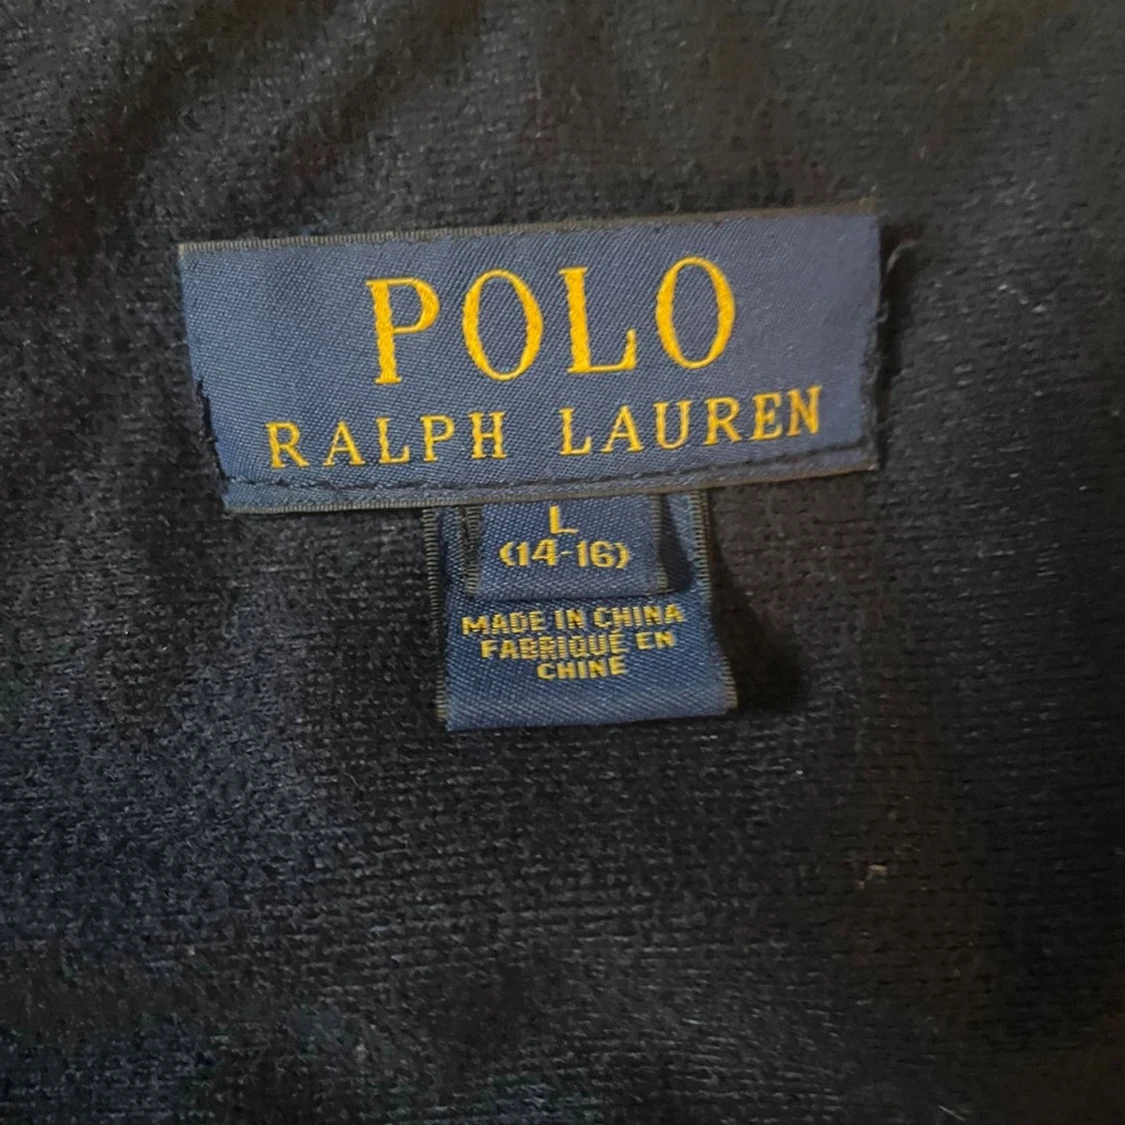 POLO
RALPH LAUREN
L
(14-16)
MADE IN CHINA
FABRIQUÉ EN
CHINE